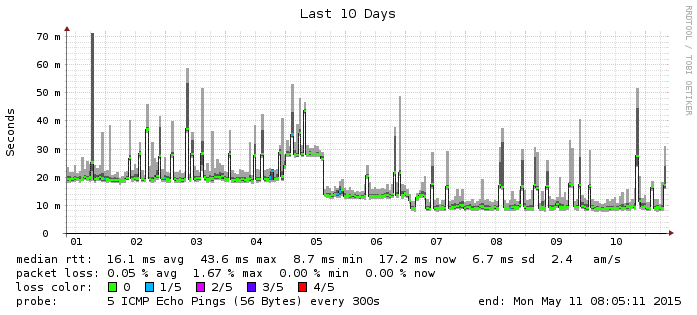 Last 10 Days
RRDTOOL / TOBI OETIKER
Seconds
70 m
60 m
50 m
40 m
30 m
20 m
10 m
0
01 02 03 04 05 06 07 08 09 10
median rtt: 16.1 ms avg 43.6 ms max 8.7 ms min 17.2 ms now 6.7 ms sd 2.4 am/s
packet loss: 0.05 % avg 1.67 % max 0.00 % min 0.00 % now
loss color: 0 1/5 2/5 3/5 4/5
probe: 5 ICMP Echo Pings (56 Bytes) every 300s end: Mon May 11 08:05:11 2015